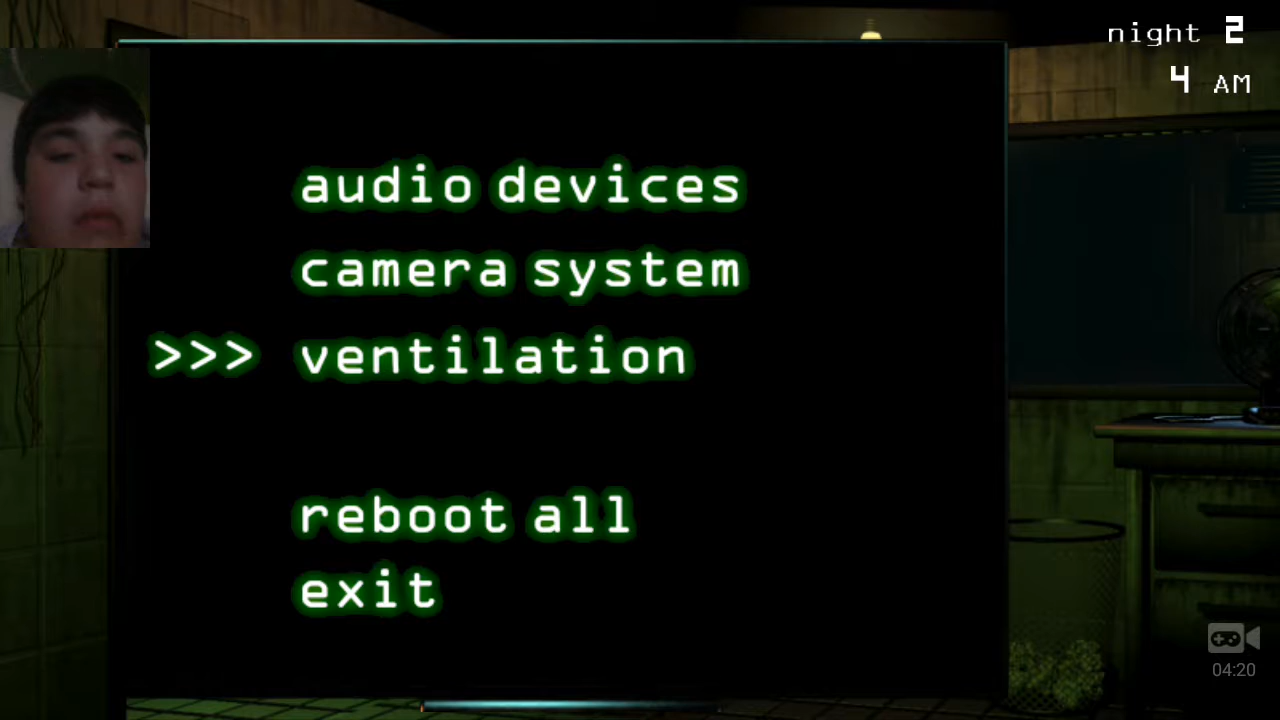 night 2
4 AM
audio devices
camera system
>>> ventilation
reboot all
exit
04:20